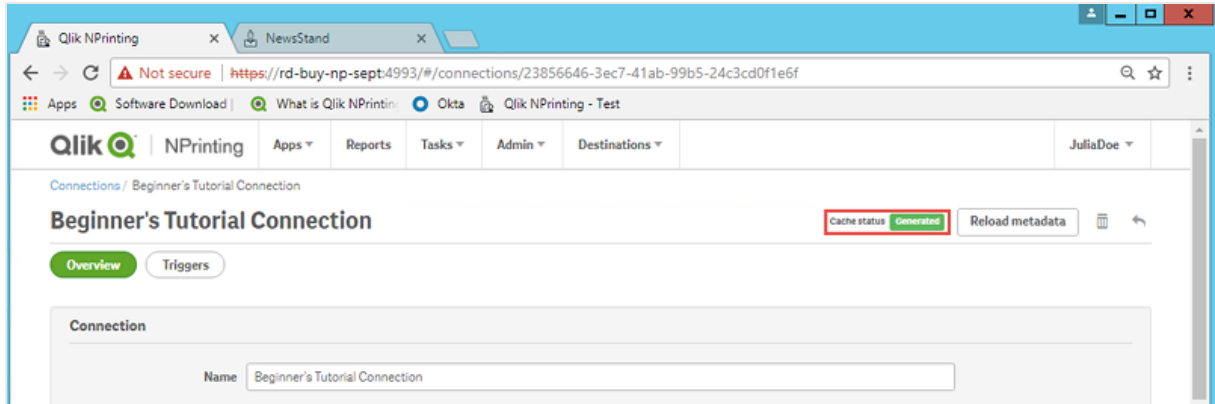 Qlik NPrinting
NewsStand
Not secure | https://rd-buy-np-sept:4993/#/connections/23856646-3ec7-41ab-99b5-24c3cd0f1e6f
Apps Software Download | What is Qlik NPrinting Okta Qlik NPrinting - Test
Qlik NPrinting Apps Reports Tasks Admin Destinations JuliaDoe
Connections / Beginner's Tutorial Connection
Beginner's Tutorial Connection Cache status Generated Reload metadata
Overview Triggers
Connection
Name Beginner's Tutorial Connection